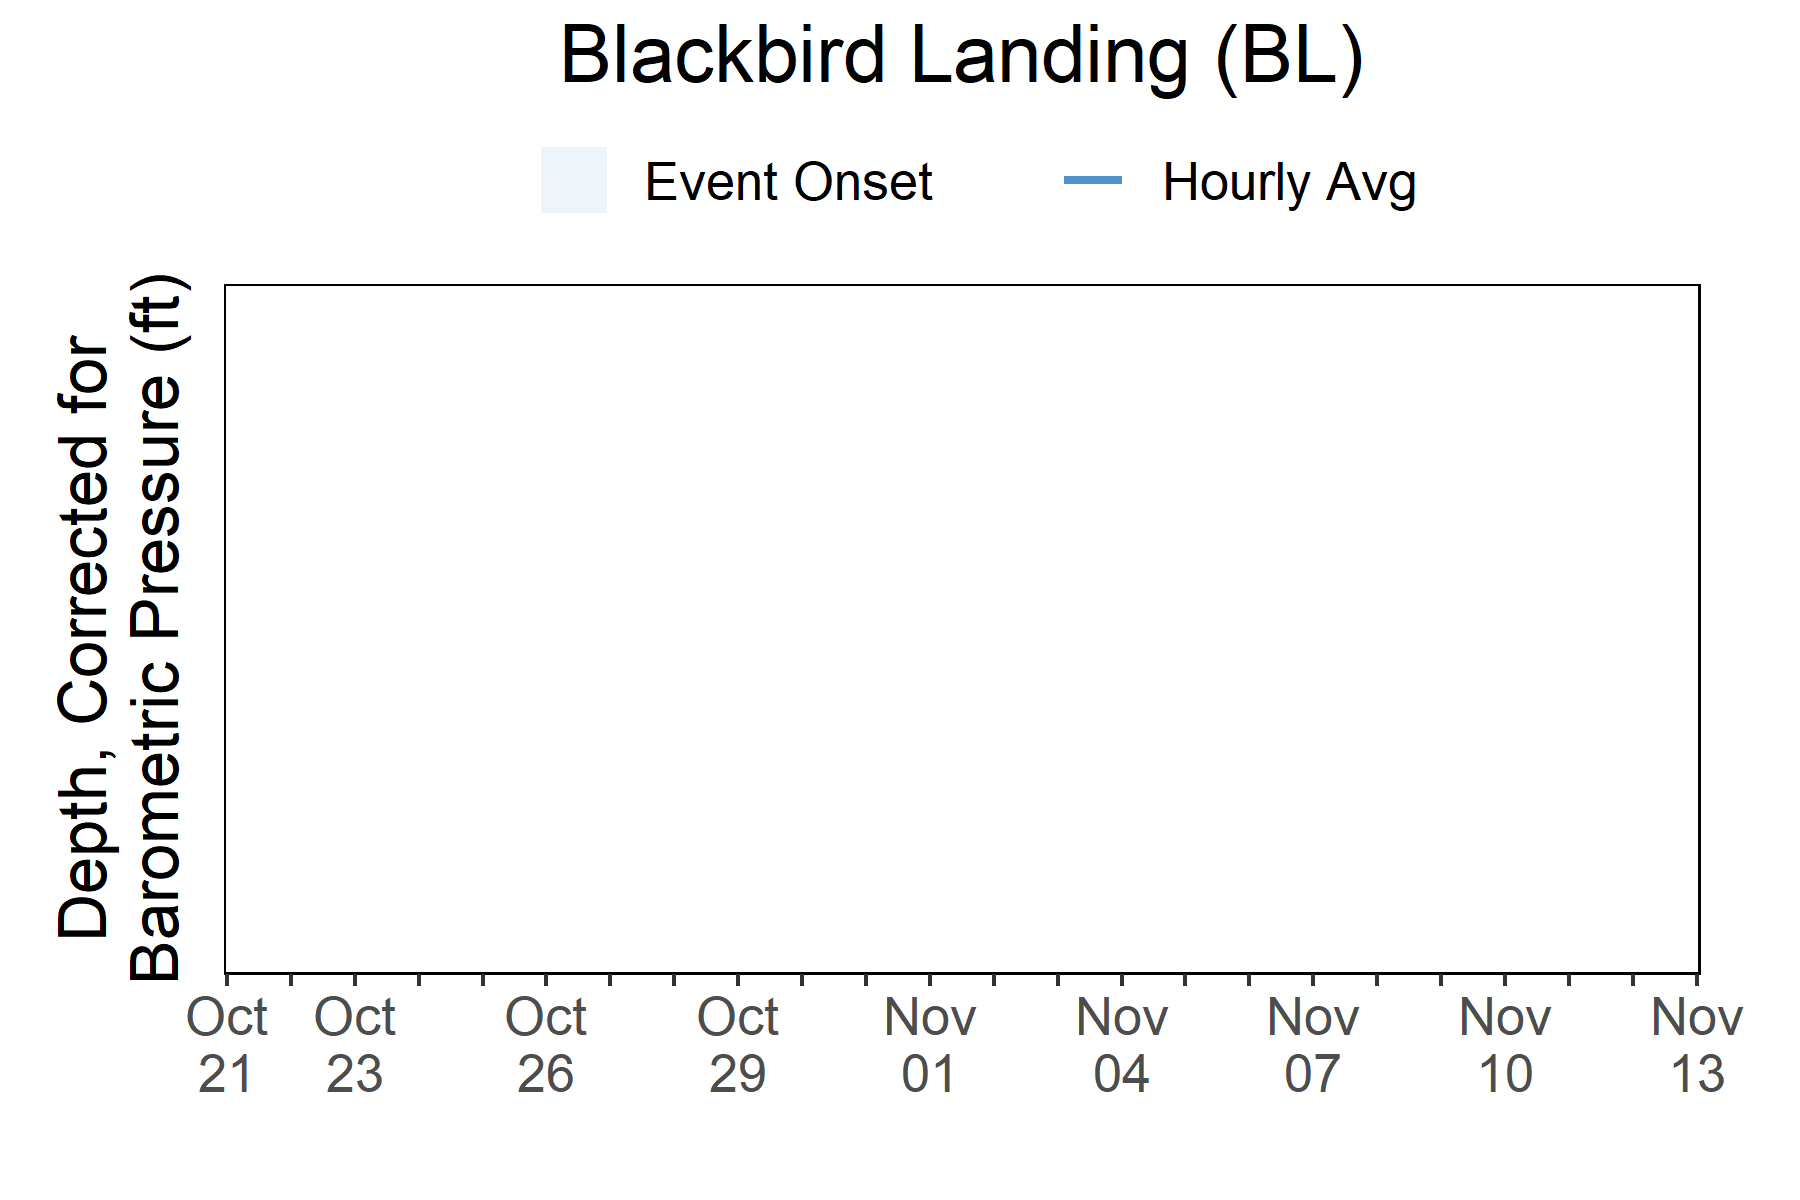 Blackbird Landing (BL)
Event Onset
Hourly Avg
Depth, Corrected for
Barometric Pressure (ft)
Oct
21
Oct
23
Oct
26
Oct
29
Nov
01
Nov
04
Nov
07
Nov
10
Nov
13